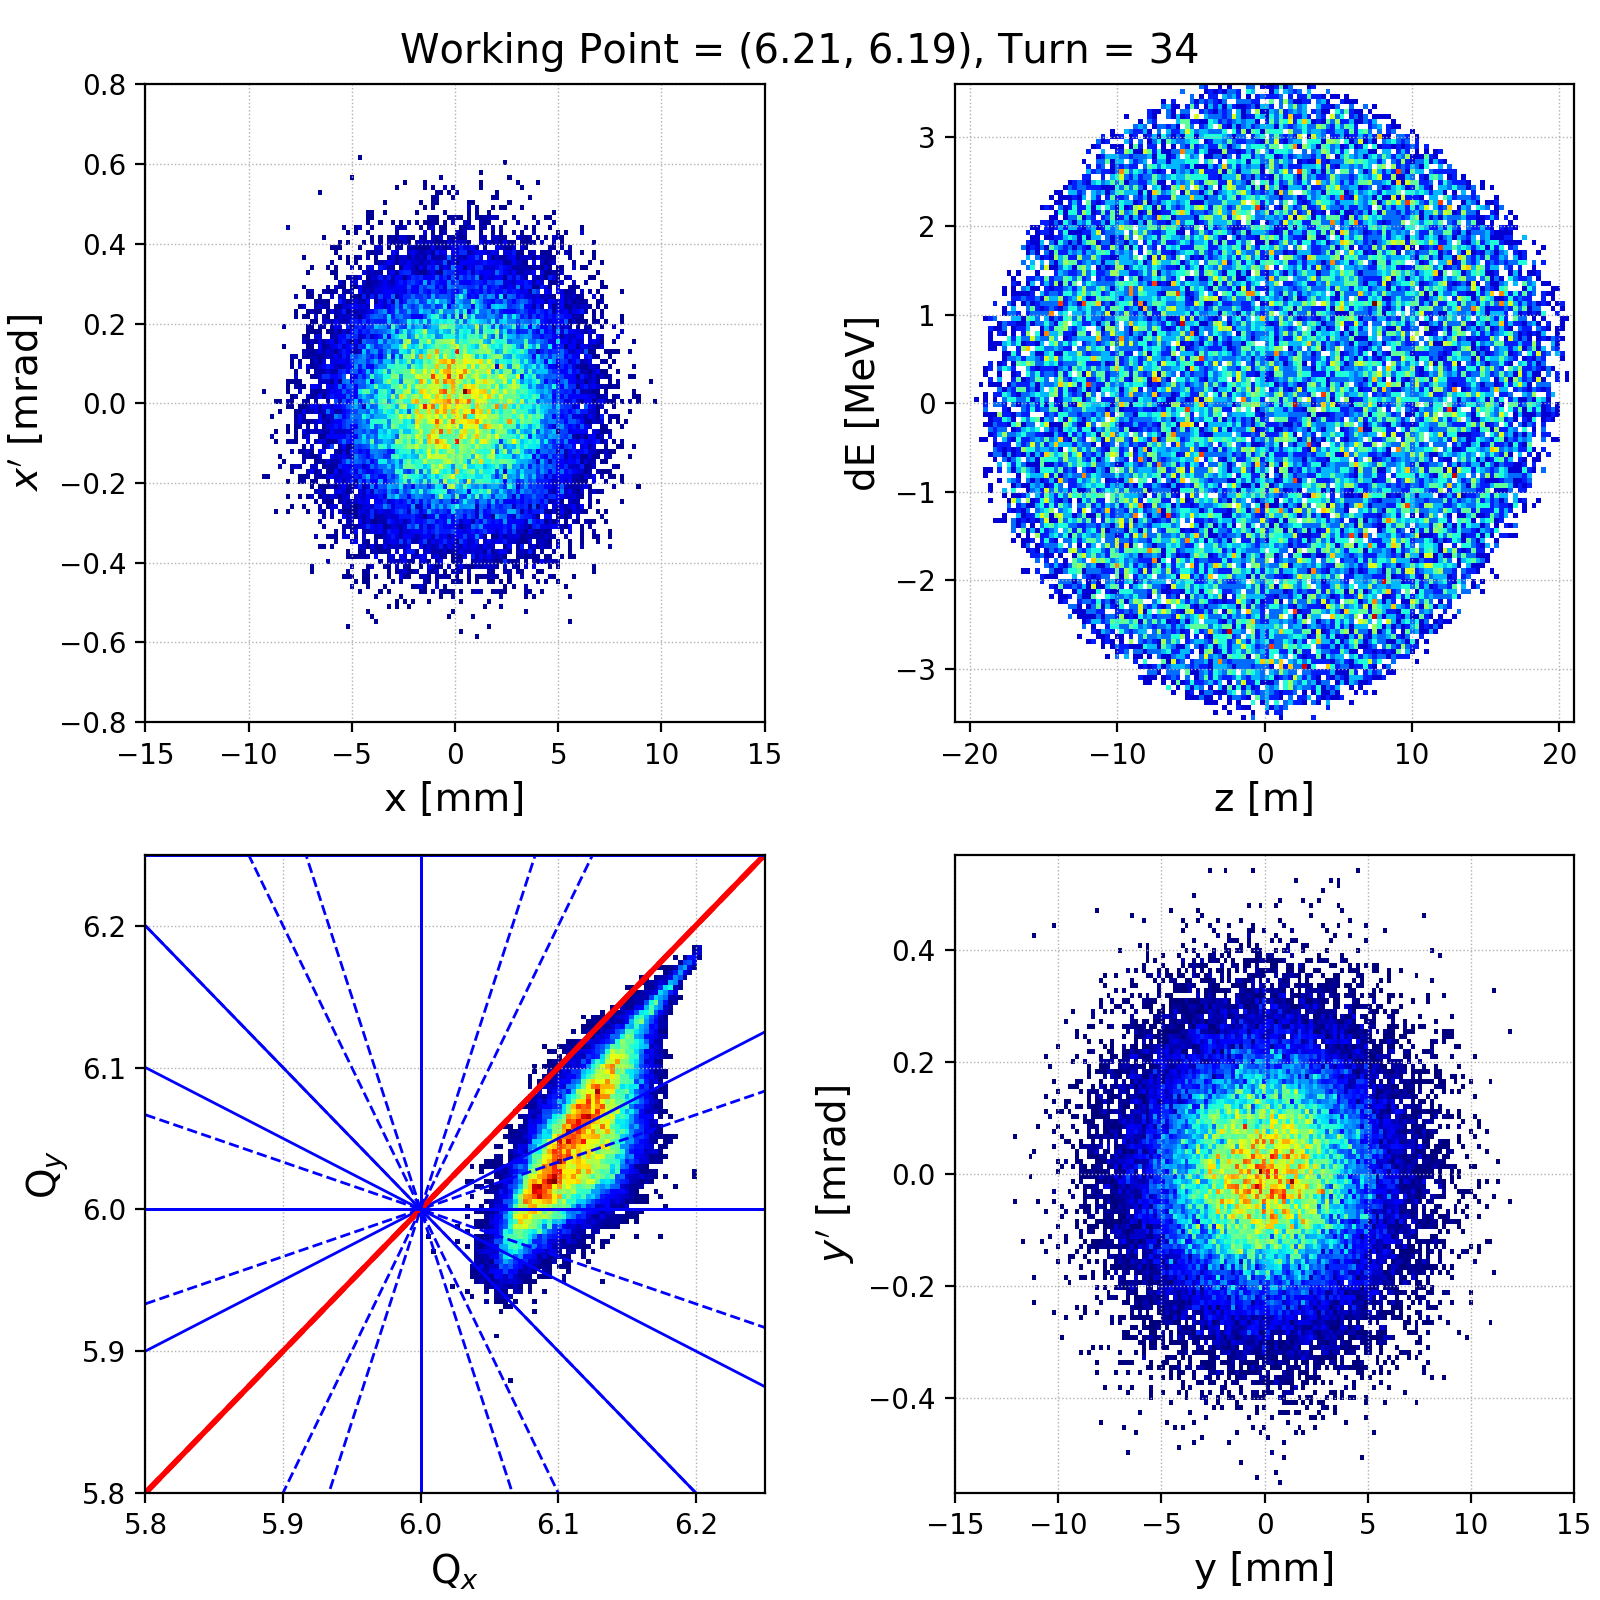 Working Point = (6.21, 6.19), Turn = 34
0.8
0.6
0.4
0.2
0.0
−0.2
−0.4
−0.6
−0.8
x′ [mrad]
−15 −10 −5 0 5 10 15
x [mm]
3
2
1
0
−1
−2
−3
dE [MeV]
−20 −10 0 10 20
z [m]
6.2
6.1
6.0
5.9
5.8
Qy
5.8 5.9 6.0 6.1 6.2
Qx
0.4
0.2
0.0
−0.2
−0.4
y′ [mrad]
−15 −10 −5 0 5 10 15
y [mm]